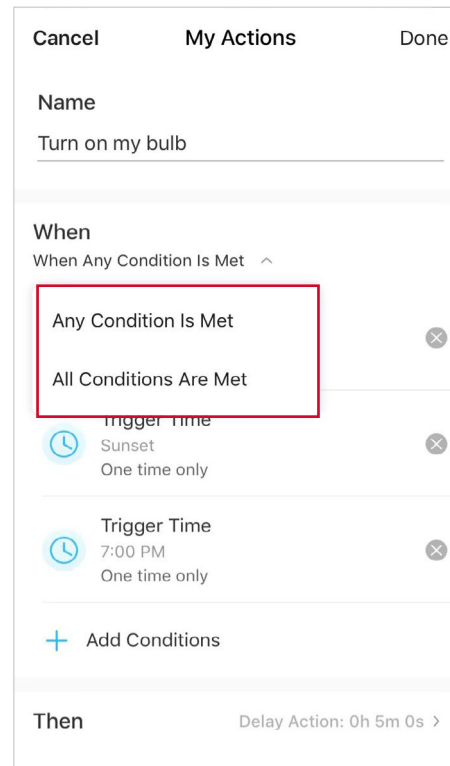 Cancel My Actions Done
Name
Turn on my bulb
When
When Any Condition Is Met
Any Condition Is Met
All Conditions Are Met
Trigger Time
Sunset
One time only
Trigger Time
7:00 PM
One time only
Add Conditions
Then Delay Action: 0h 5m 0s